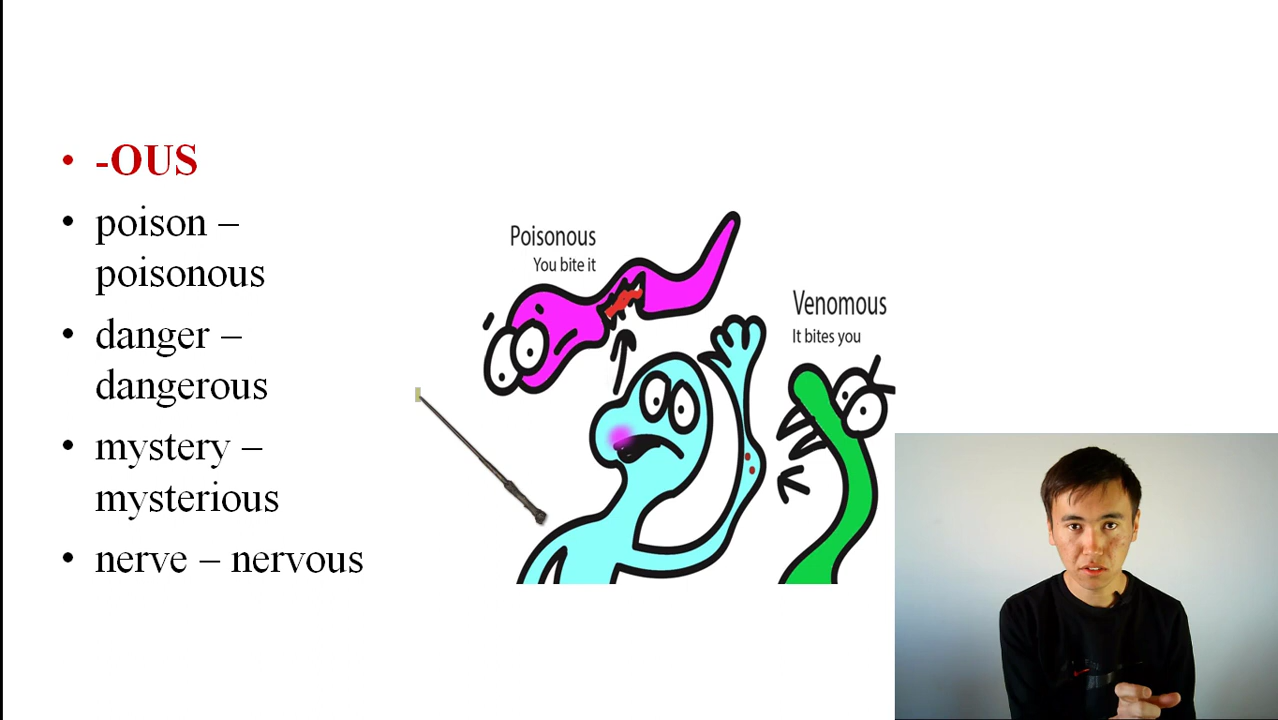 -OUS
poison –
poisonous
danger –
dangerous
mystery –
mysterious
nerve – nervous
Poisonous
You bite it
Venomous
It bites you